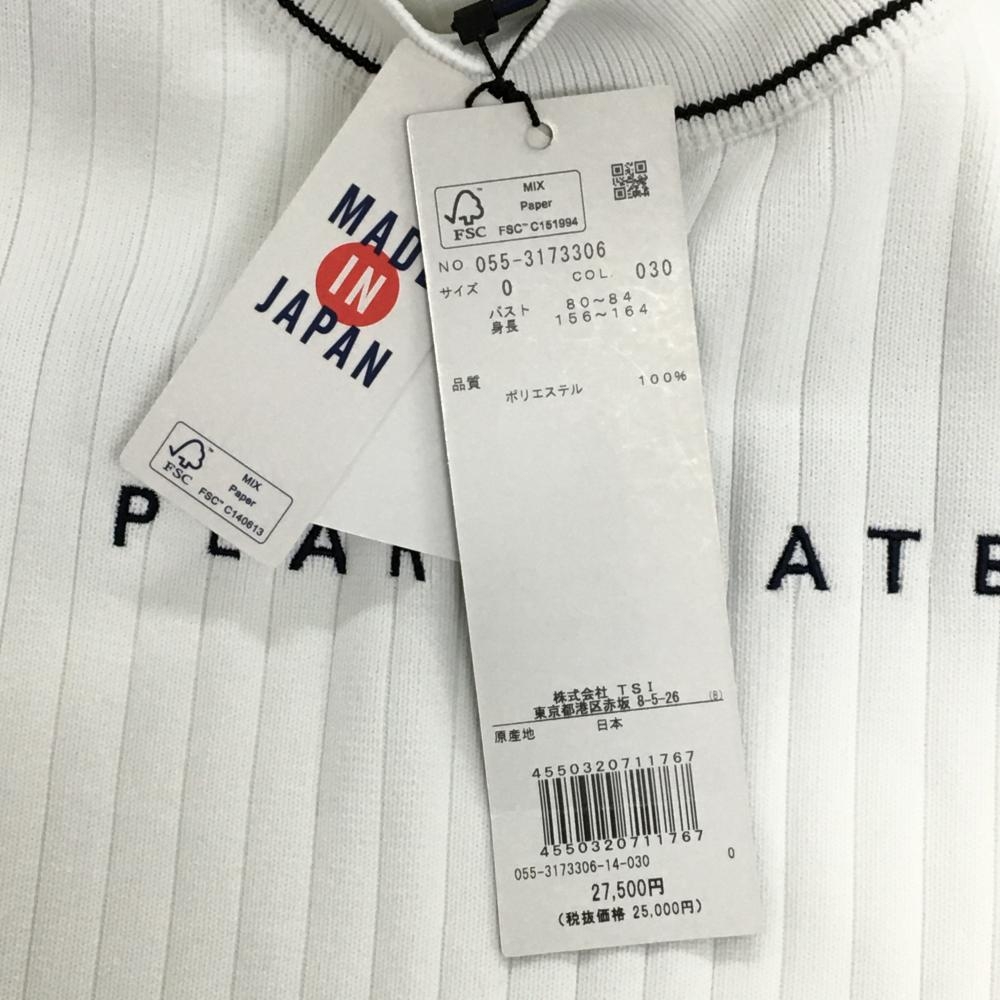 MADE
IN
JAPAN
FSC
MIX
Paper
FSC™ C140613
FSC
MIX
Paper
FSC™ C151994
NO 055-3173306
サイズ 0 COL. 030
バスト 80～84
身長 156～164
品質
ポリエステル 100%
株式会社 TSI
東京都港区赤坂 8-5-26 (B)
原産地 日本
4550320711767
4550320711767
055-3173306-14-030 0
27,500円
(税抜価格 25,000円)
PEAR ATE